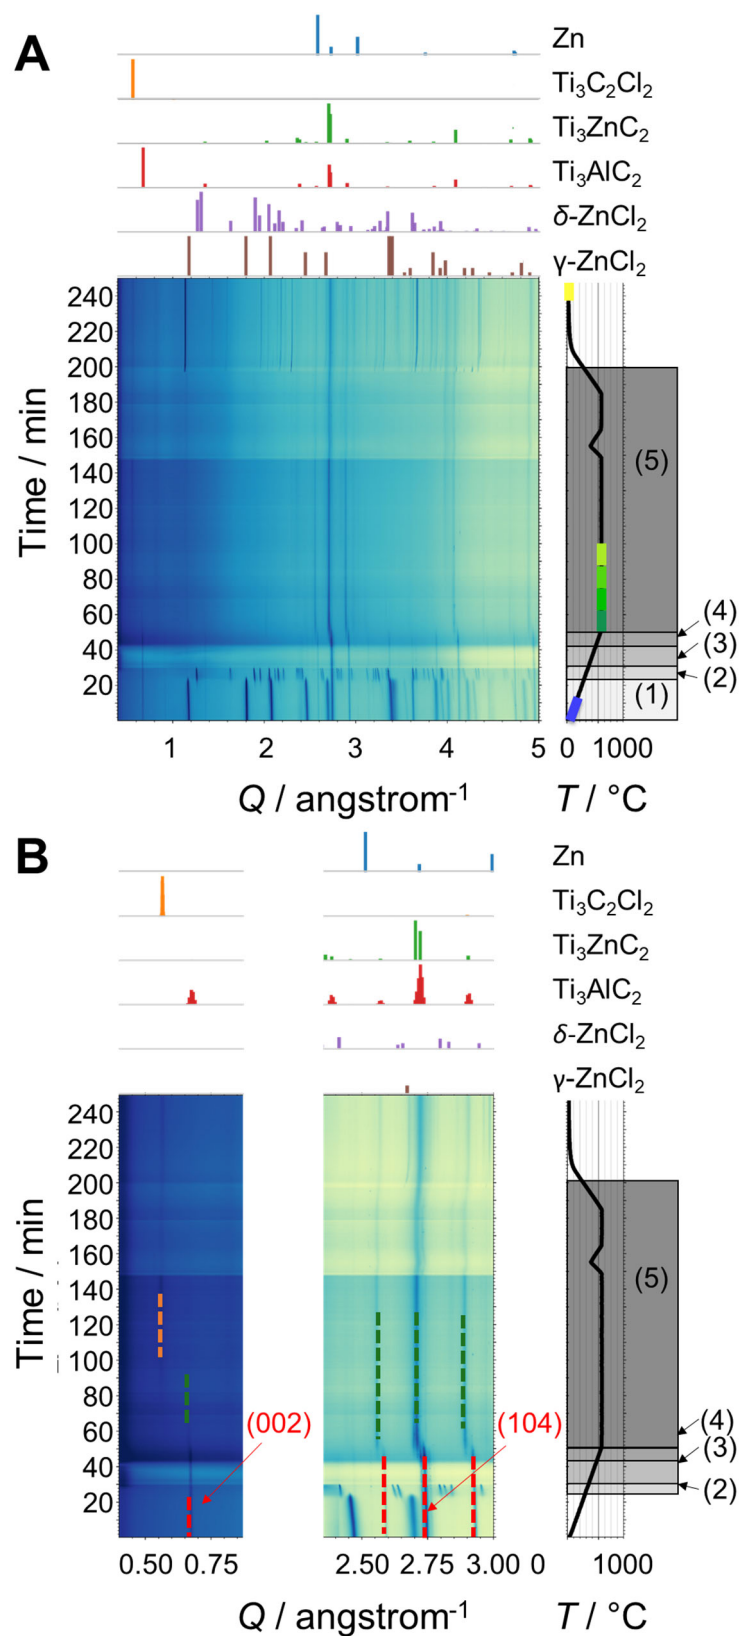 A
Zn
Ti₃C₂Cl₂
Ti₃ZnC₂
Ti₃AlC₂
δ-ZnCl₂
γ-ZnCl₂
Time / min
240
220
200
180
160
140
120
100
80
60
40
20
(5)
(4)
(3)
(2)
(1)
1 2 3 4 5 0 1000
Q / angstrom⁻¹ T / °C
B
Zn
Ti₃C₂Cl₂
Ti₃ZnC₂
Ti₃AlC₂
δ-ZnCl₂
γ-ZnCl₂
Time / min
240
220
200
180
160
140
120
100
80
60
40
20
(002)
(104)
(5)
(4)
(3)
(2)
0.50 0.75 2.50 2.75 3.00 0 1000
Q / angstrom⁻¹ T / °C